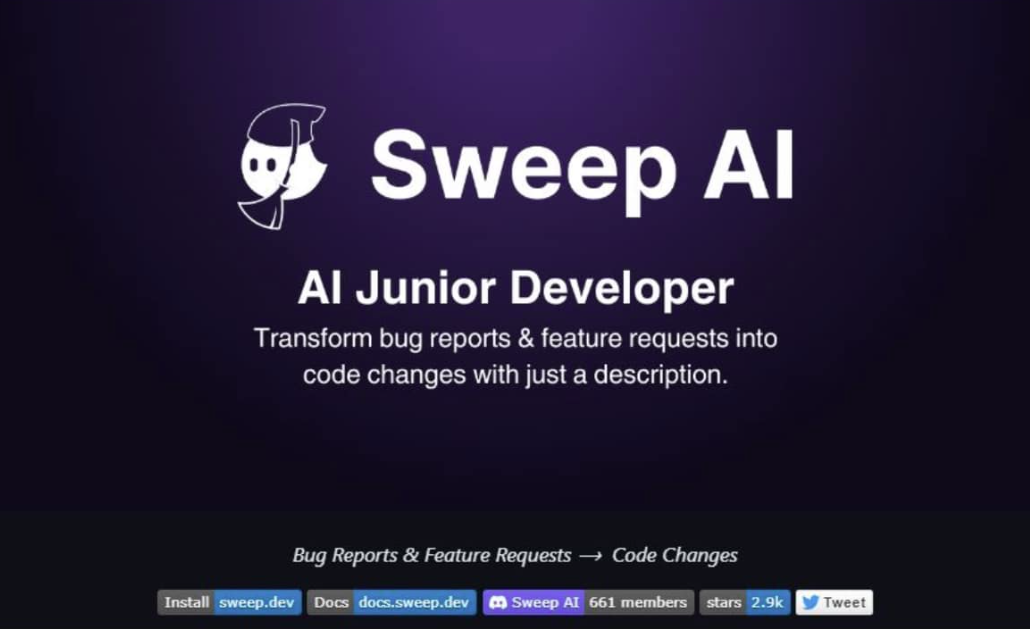 Sweep AI
AI Junior Developer
Transform bug reports & feature requests into
code changes with just a description.
Bug Reports & Feature Requests → Code Changes
Install sweep.dev Docs docs.sweep.dev Sweep AI 661 members stars 2.9k Tweet